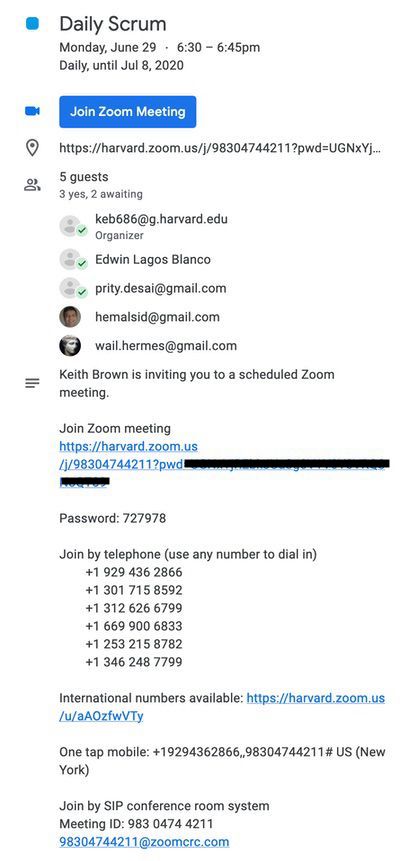 Daily Scrum
Monday, June 29 · 6:30 – 6:45pm
Daily, until Jul 8, 2020
Join Zoom Meeting
https://harvard.zoom.us/j/98304744211?pwd=UGNxYj...
5 guests
3 yes, 2 awaiting
keb686@g.harvard.edu
Organizer
Edwin Lagos Blanco
prity.desai@gmail.com
hemalsid@gmail.com
wail.hermes@gmail.com
Keith Brown is inviting you to a scheduled Zoom
meeting.
Join Zoom meeting
https://harvard.zoom.us
/j/98304744211?pwd
Password: 727978
Join by telephone (use any number to dial in)
+1 929 436 2866
+1 301 715 8592
+1 312 626 6799
+1 669 900 6833
+1 253 215 8782
+1 346 248 7799
International numbers available: https://harvard.zoom.us
/u/aAOzfwVTy
One tap mobile: +19294362866,,98304744211# US (New
York)
Join by SIP conference room system
Meeting ID: 983 0474 4211
98304744211@zoomcrc.com